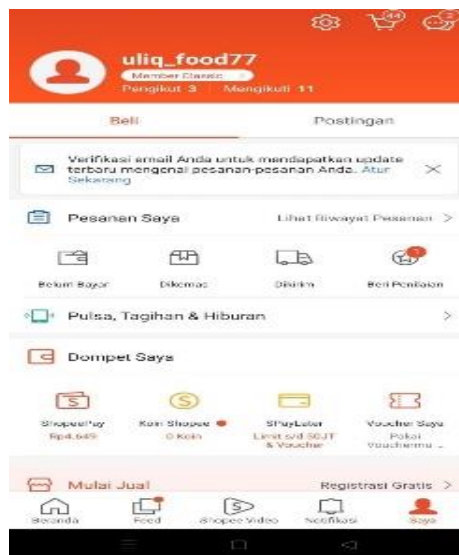 44
uliq_food77
Member Classic
Pengikut 3 Mengikuti 11
Beli Postingan
Verifikasi email Anda untuk mendapatkan update
terbaru mengenai pesanan-pesanan Anda. Atur
Sekarang
Pesanan Saya Lihat Riwayat Pesanan >
Belum Bayar Dikemas Dikirim Beri Penilaian
Pulsa, Tagihan & Hiburan >
Dompet Saya
ShopeePay Koin Shopee SPayLater Voucher Saya
Rp4.649 0 Koin Limit s/d 50JT Pakai
& Voucher Vouchermu
Mulai Jual Registrasi Gratis >
Beranda Feed Shopee Video Notifikasi Saya